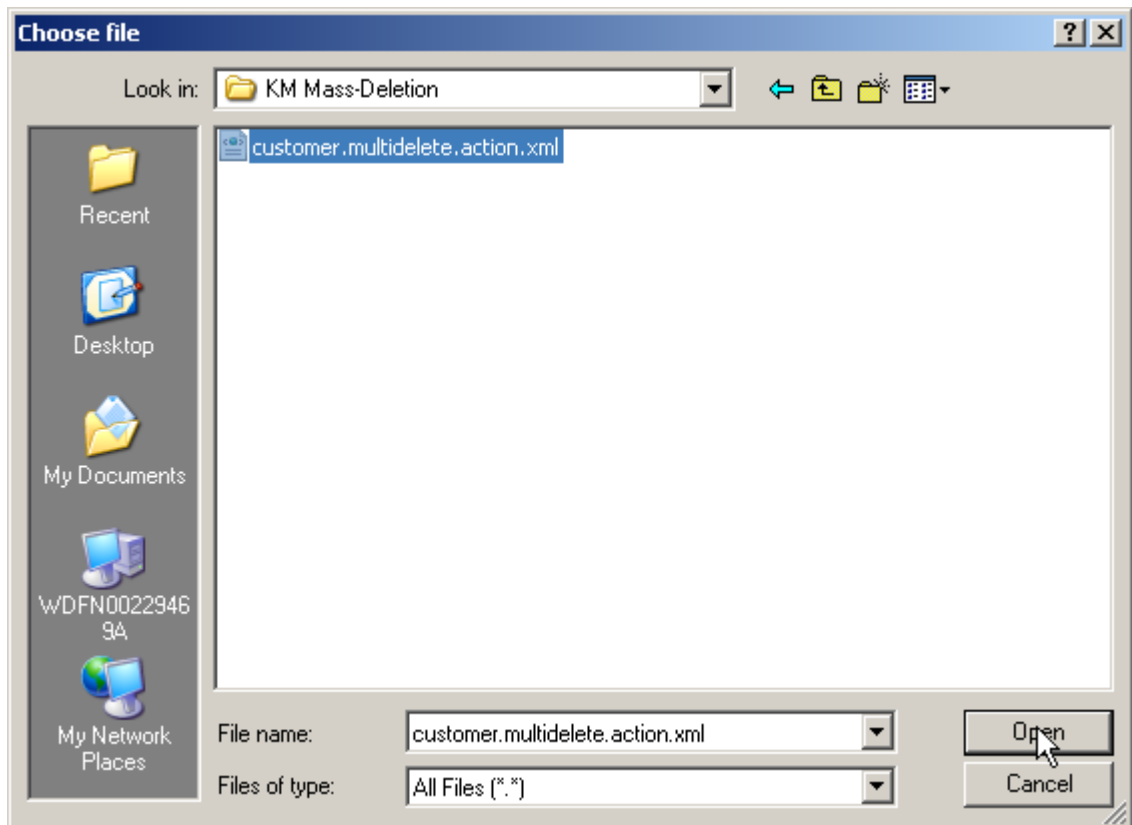 Choose file
Look in:
KM Mass-Deletion
customer.multidelete.action.xml
Recent
Desktop
My Documents
WDFN0022946
9A
My Network
Places
File name:
customer.multidelete.action.xml
Open
Files of type:
All Files (*.*)
Cancel